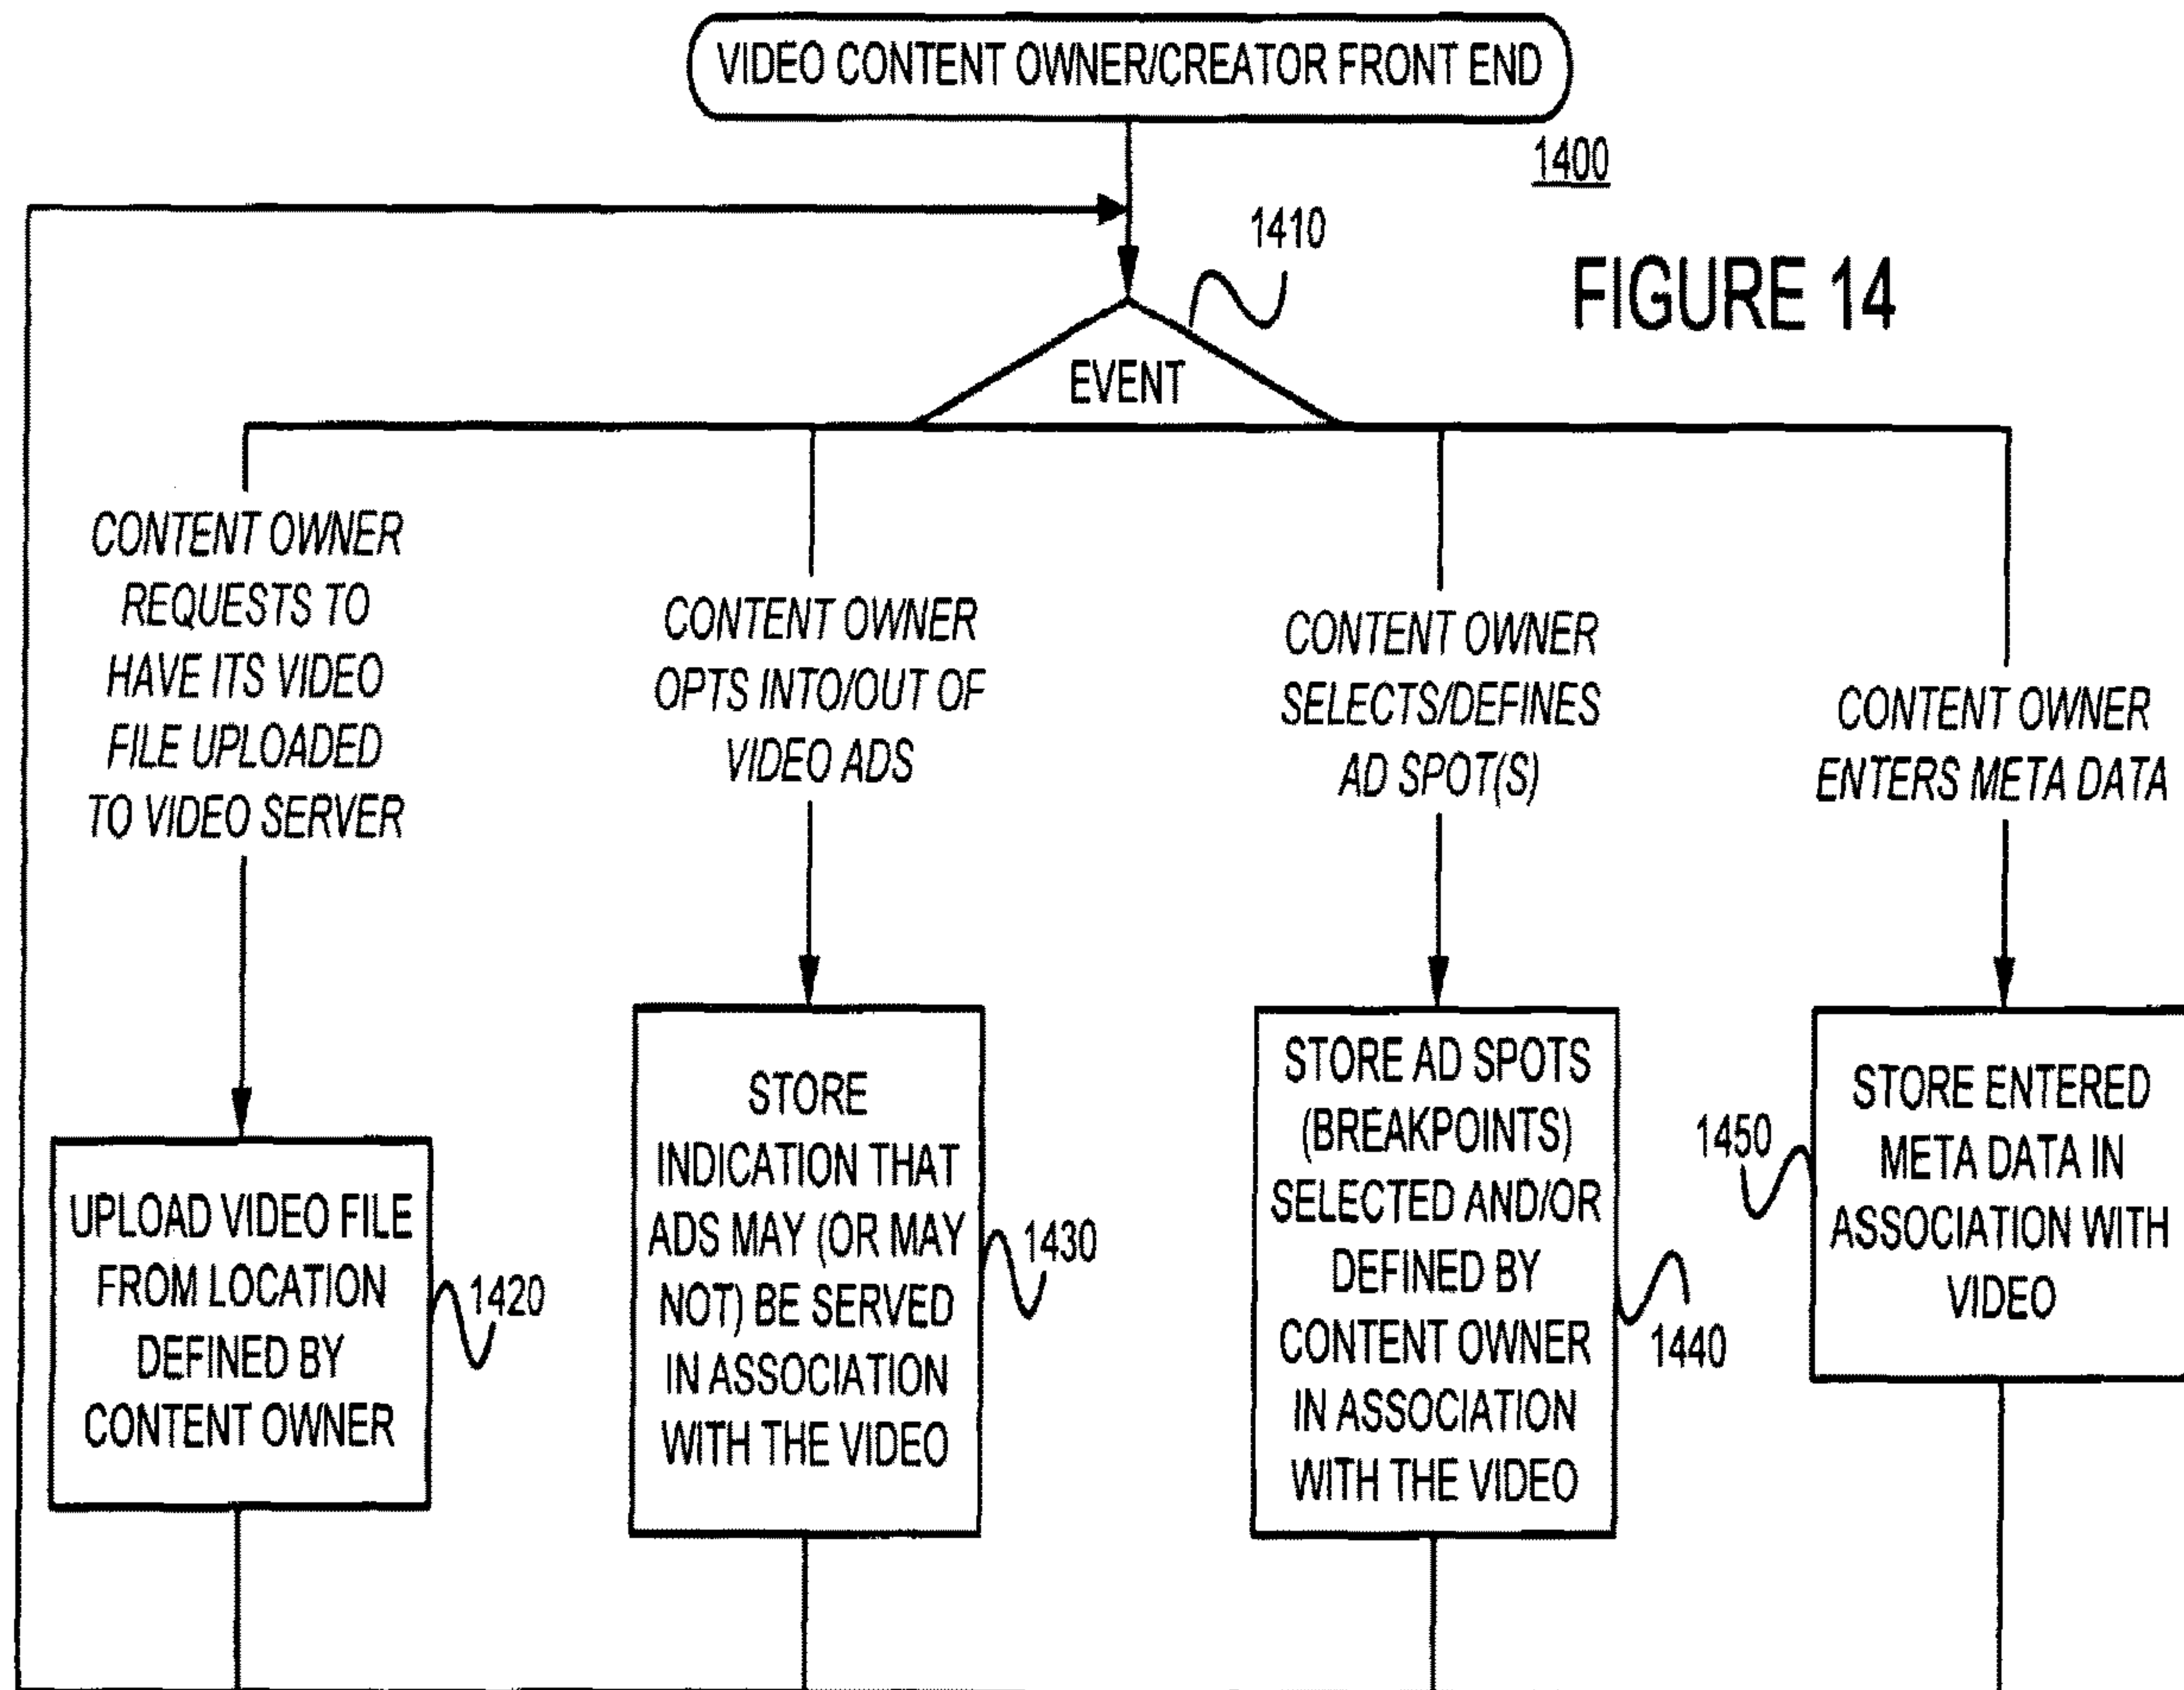 VIDEO CONTENT OWNER/CREATOR FRONT END
1400
1410
FIGURE 14
EVENT
CONTENT OWNER
REQUESTS TO
HAVE ITS VIDEO
FILE UPLOADED
TO VIDEO SERVER
CONTENT OWNER
OPTS INTO/OUT OF
VIDEO ADS
CONTENT OWNER
SELECTS/DEFINES
AD SPOT(S)
CONTENT OWNER
ENTERS META DATA
UPLOAD VIDEO FILE
FROM LOCATION
DEFINED BY
CONTENT OWNER
1420
STORE
INDICATION THAT
ADS MAY (OR MAY
NOT) BE SERVED
IN ASSOCIATION
WITH THE VIDEO
1430
STORE AD SPOTS
(BREAKPOINTS)
SELECTED AND/OR
DEFINED BY
CONTENT OWNER
IN ASSOCIATION
WITH THE VIDEO
1440
1450
STORE ENTERED
META DATA IN
ASSOCIATION WITH
VIDEO